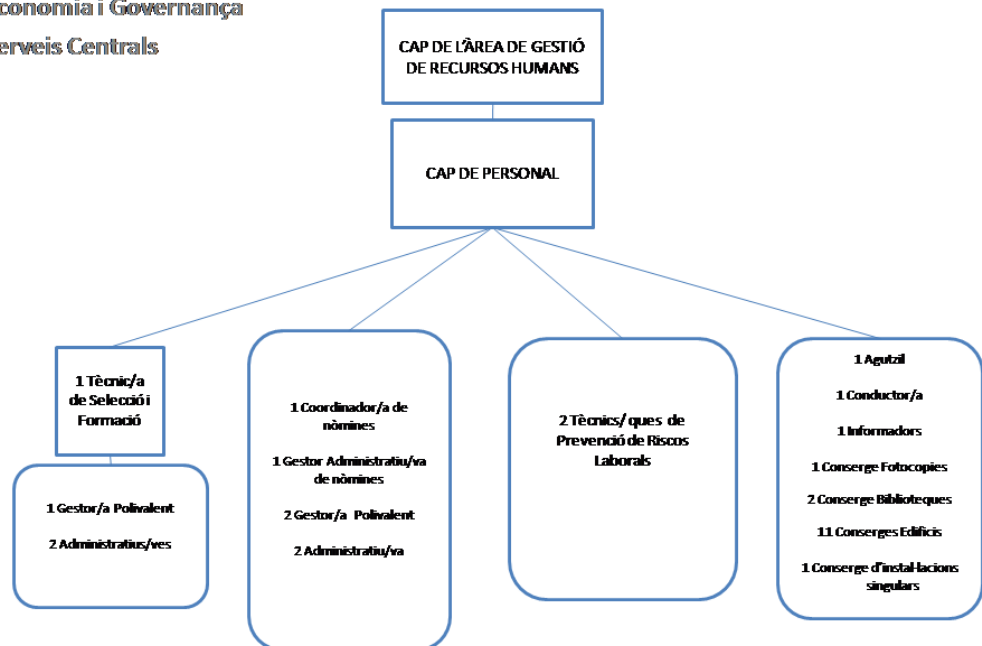 conomia i Governança
erveis Centrals
CAP DE L'ÀREA DE GESTIÓ
DE RECURSOS HUMANS
CAP DE PERSONAL
1 Tècnic/a
de Selecció i
Formació
1 Gestor/a Polivalent
2 Administratius/ves
1 Coordinador/a de
nòmines
1 Gestor Administratiu/va
de nòmines
2 Gestor/a Polivalent
2 Administratiu/va
2 Tècnics/ ques de
Prevenció de Riscos
Laborals
1 Agutzil
1 Conductor/a
1 Informadors
1 Conserge Fotocopies
2 Conserge Biblioteques
11 Conserges Edificis
1 Conserge d'instal·lacions
singulars